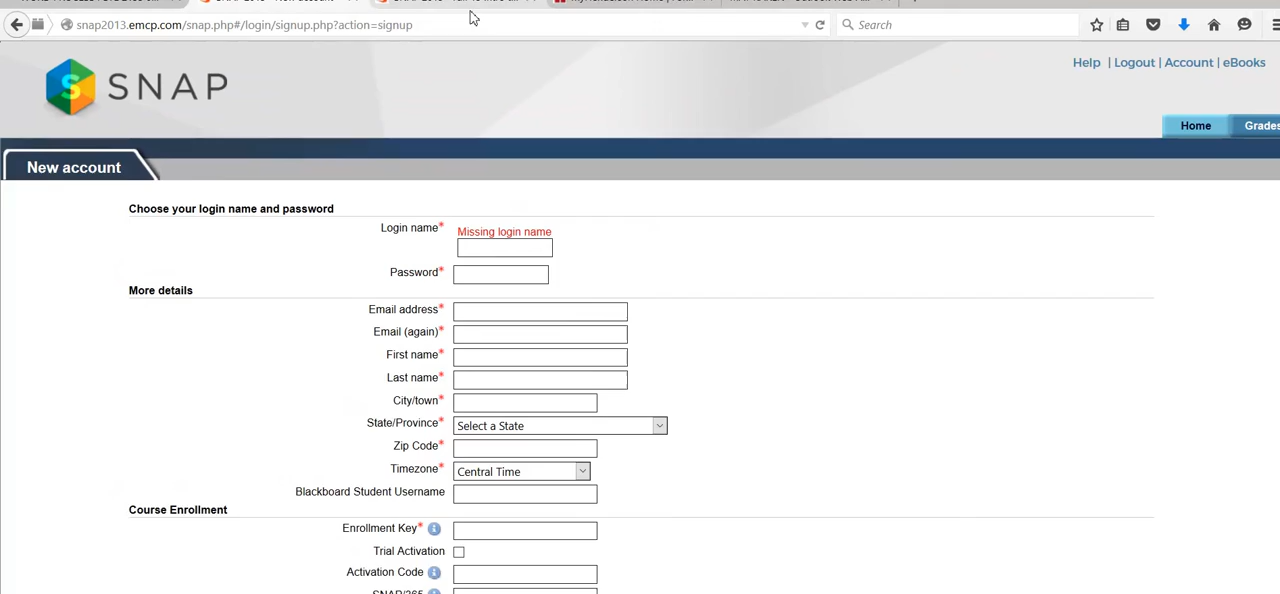 snap2013.emcp.com/snap.php#/login/signup.php?action=signup
Search
SNAP
Help | Logout | Account | eBooks
Home
Grades
New account
Choose your login name and password
Login name*
Missing login name
Password*
More details
Email address*
Email (again)*
First name*
Last name*
City/town*
State/Province*
Select a State
Zip Code*
Timezone*
Central Time
Blackboard Student Username
Course Enrollment
Enrollment Key*
Trial Activation
Activation Code